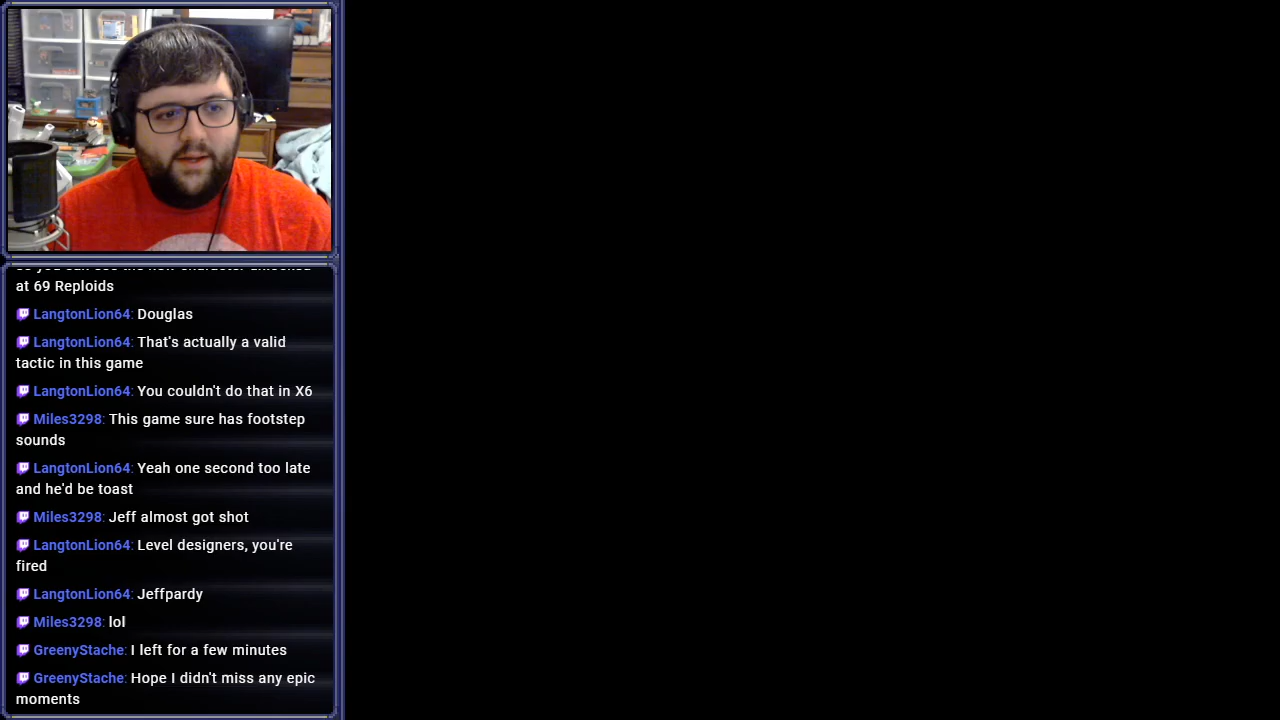 at 69 Reploids
LangtonLion64: Douglas
LangtonLion64: That's actually a valid
tactic in this game
LangtonLion64: You couldn't do that in X6
Miles3298: This game sure has footstep
sounds
LangtonLion64: Yeah one second too late
and he'd be toast
Miles3298: Jeff almost got shot
LangtonLion64: Level designers, you're
fired
LangtonLion64: Jeffpardy
Miles3298: lol
GreenyStache: I left for a few minutes
GreenyStache: Hope I didn't miss any epic
moments